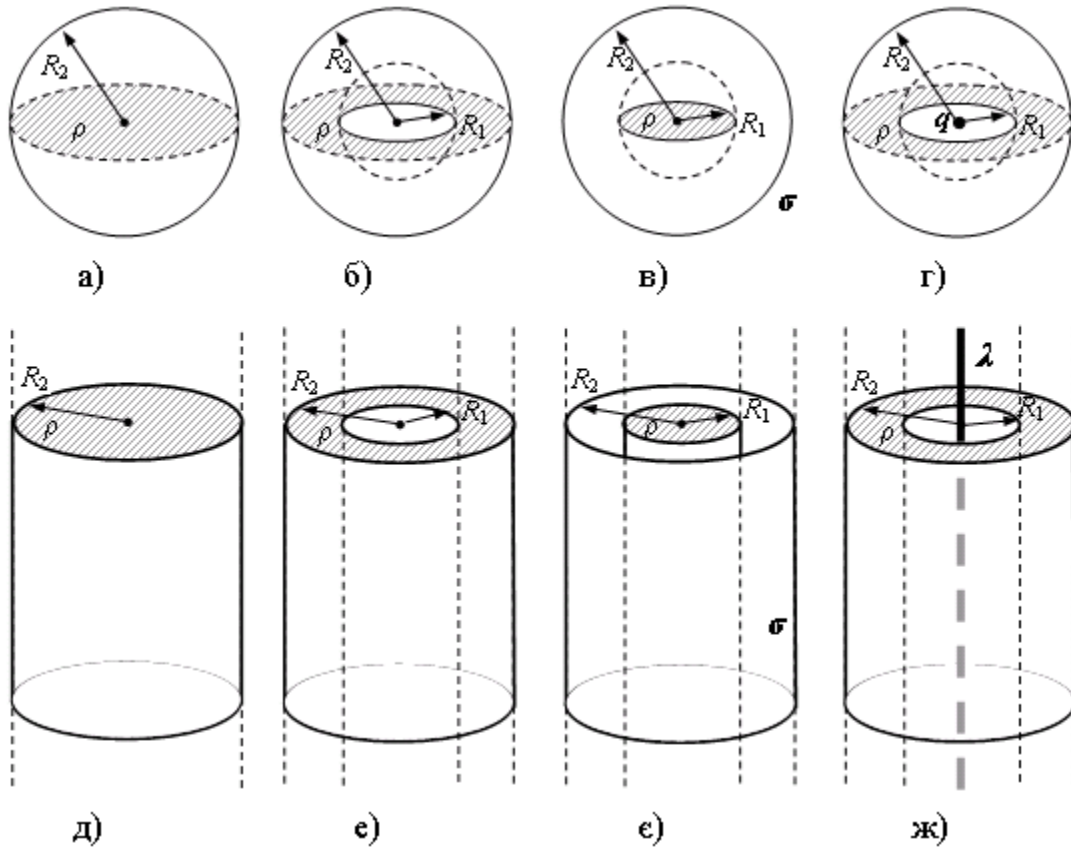 R₂ R₂ R₂ R₂
ρ ρ R₁ ρ R₁ ρ q R₁
σ
а) б) в) г)
λ
R₂ R₂ R₂ R₂
R₁ R₁ R₁
ρ ρ ρ ρ
σ
д) е) є) ж)